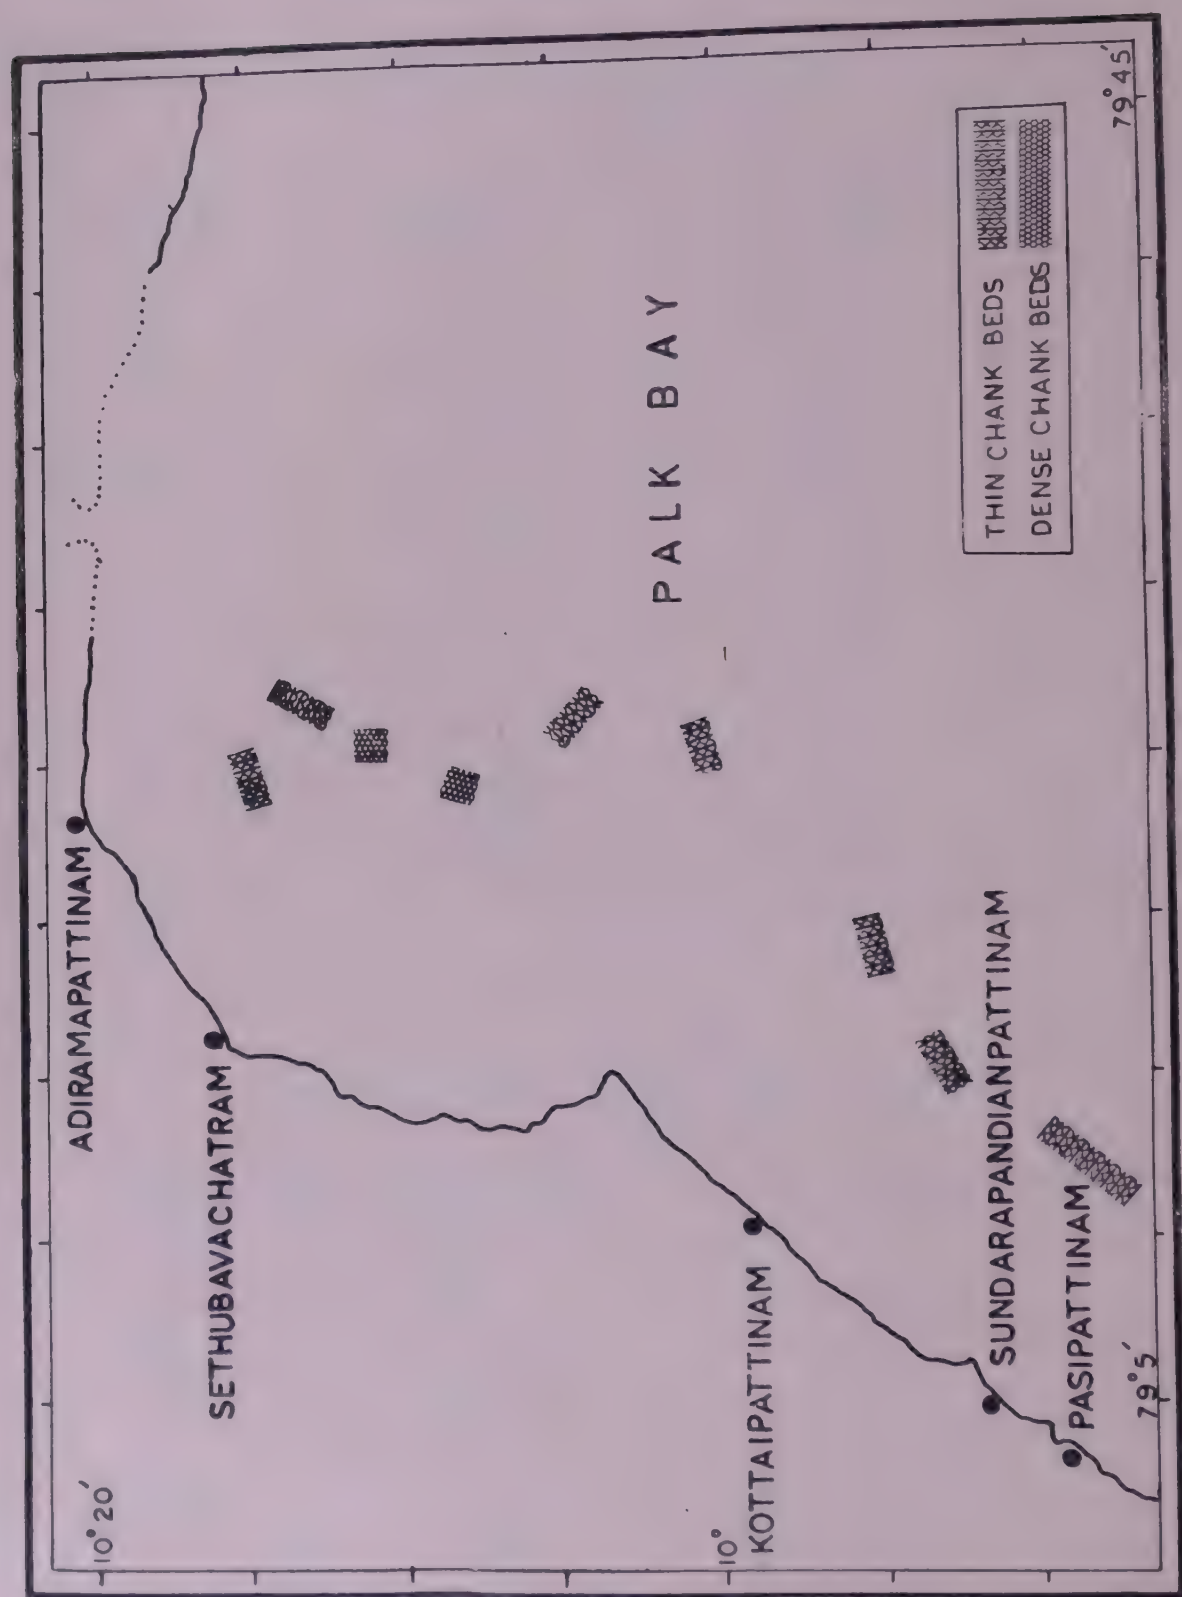 ADIRAMAPATTINAM
SETHUBAVACHATRAM
KOTTAIPATTINAM
SUNDARAPANDIANPATTINAM
PASIPATTINAM
PALK BAY
THIN CHANK BEDS
DENSE CHANK BEDS
10° 20′
10°
79° 5′
79° 45′